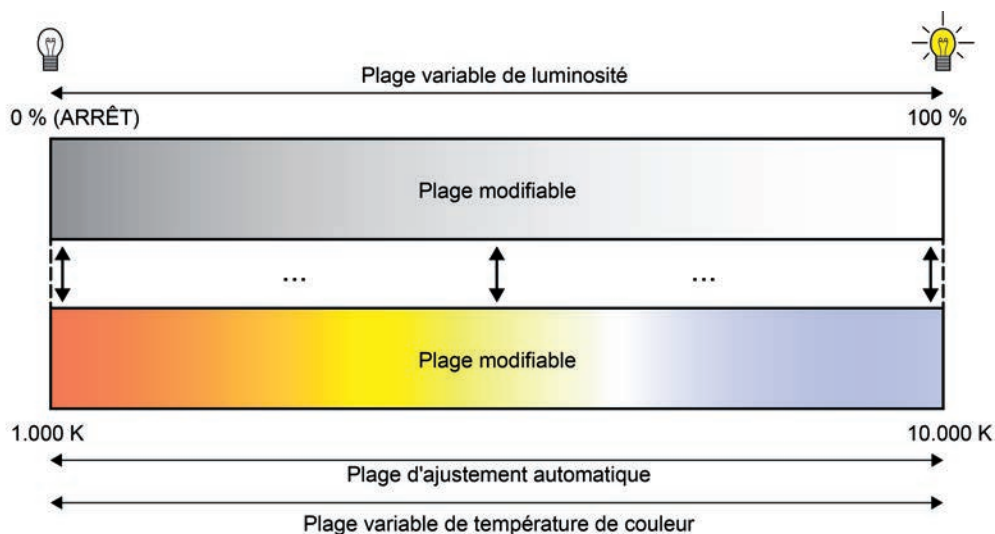 Plage variable de luminosité
0 % (ARRÊT)
100 %
Plage modifiable
... ...
Plage modifiable
1.000 K
10.000 K
Plage d'ajustement automatique
Plage variable de température de couleur